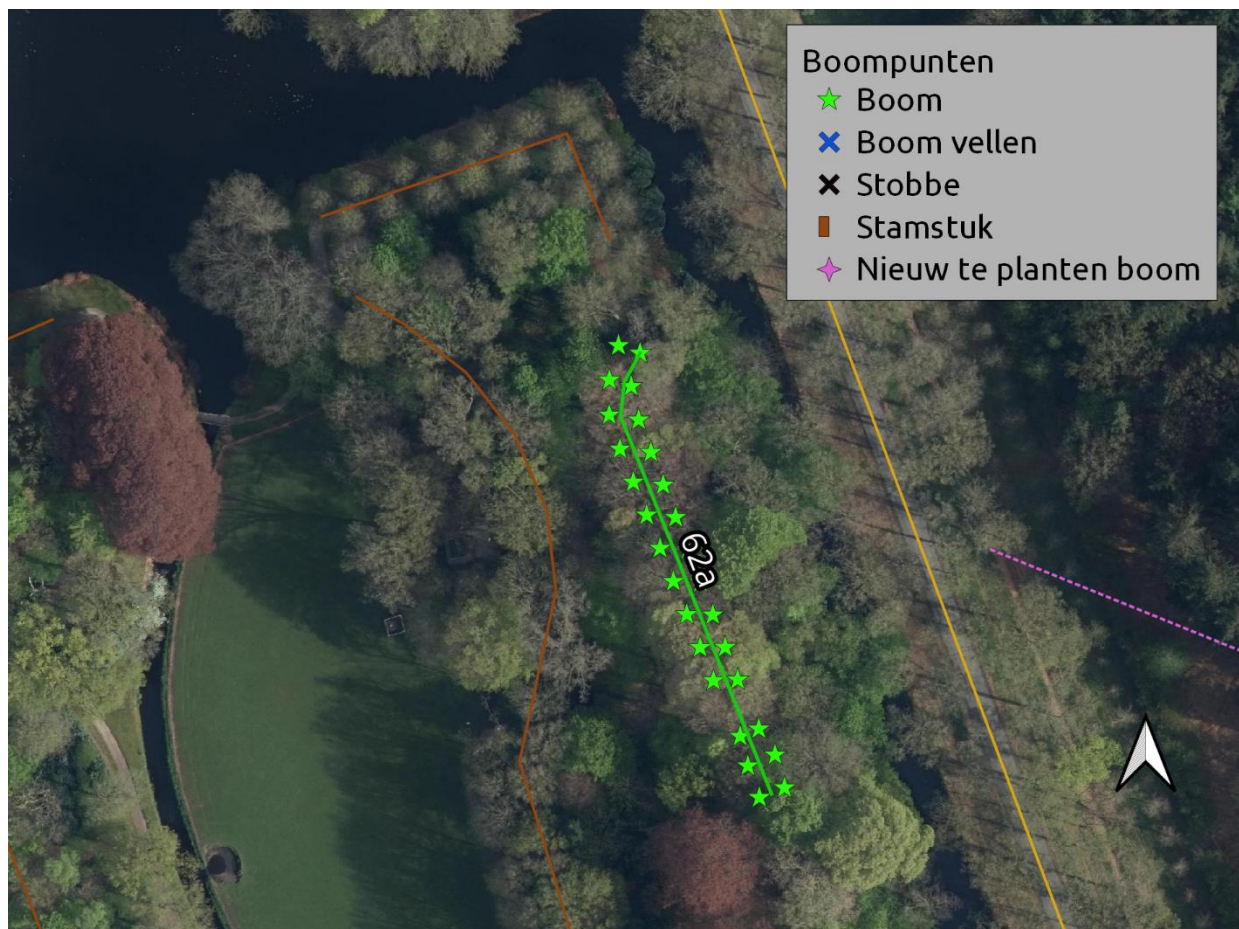 Boompunten
Boom
Boom vellen
Stobbe
Stamstuk
Nieuw te planten boom
62a